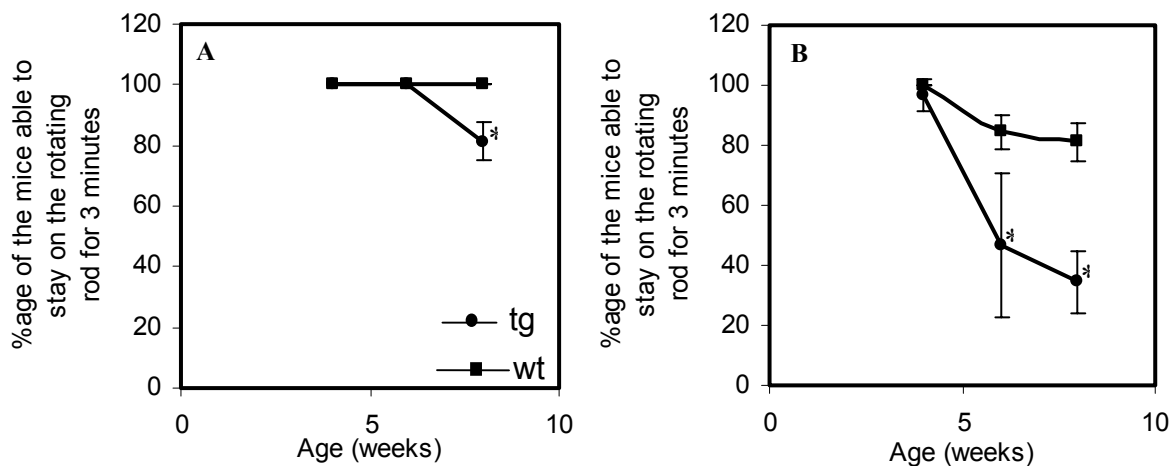 A
%age of the mice able to
stay on the rotating
rod for 3 minutes
120
100
80
60
40
20
0
*
tg
wt
0
5
10
Age (weeks)
B
%age of the mice able to
stay on the rotating
rod for 3 minutes
120
100
80
60
40
20
0
*
*
0
5
10
Age (weeks)